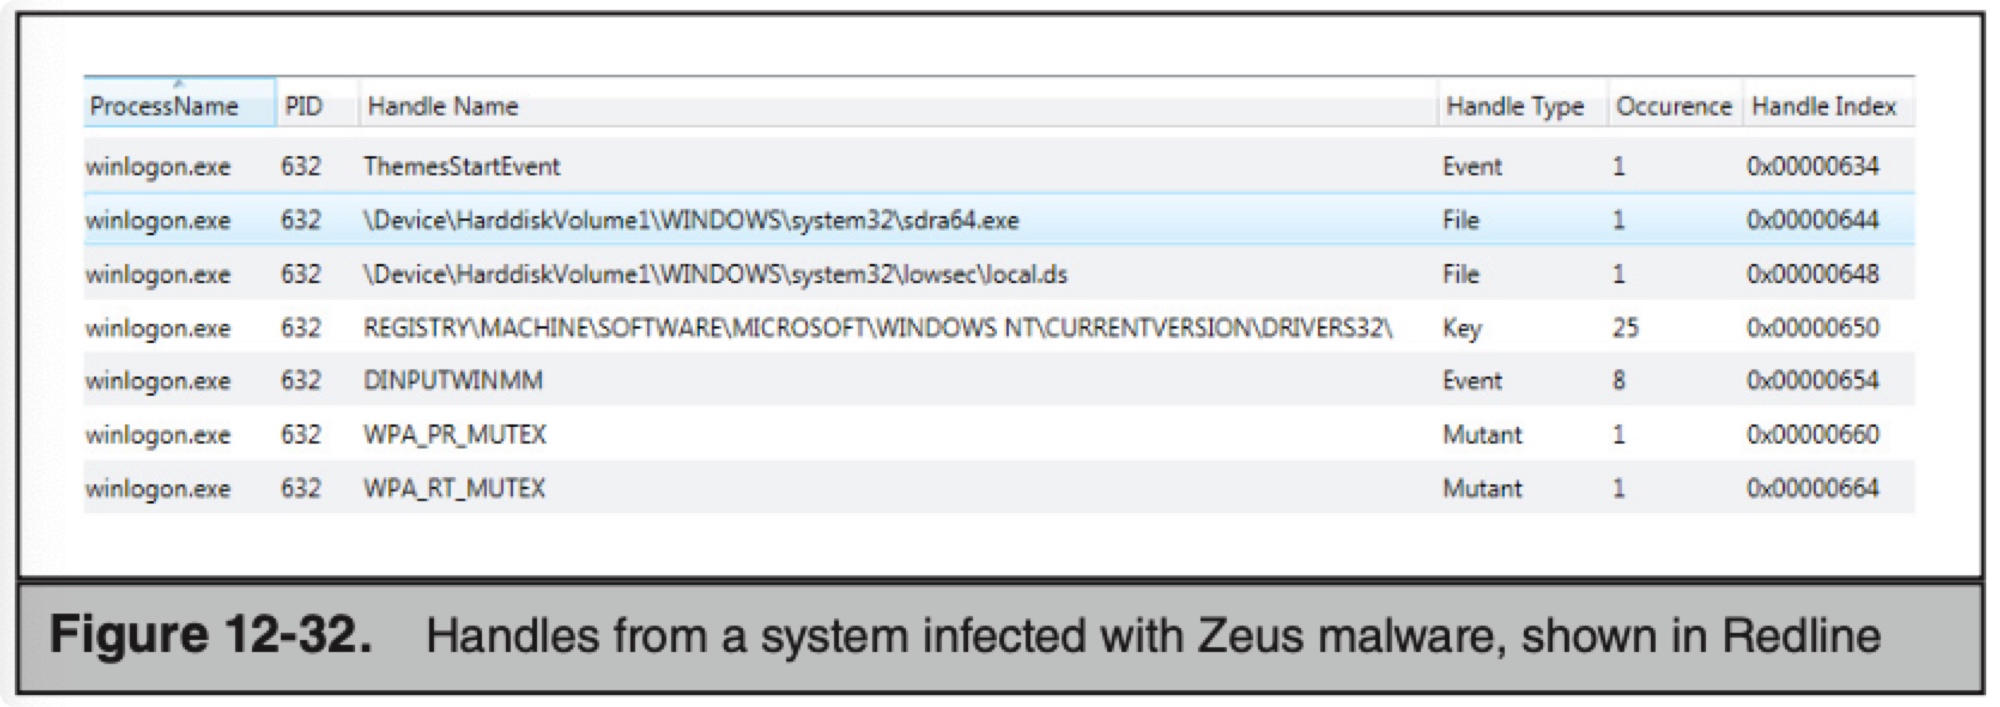 ProcessName PID Handle Name Handle Type Occurence Handle Index
winlogon.exe 632 ThemesStartEvent Event 1 0x00000634
winlogon.exe 632 \Device\HarddiskVolume1\WINDOWS\system32\sdra64.exe File 1 0x00000644
winlogon.exe 632 \Device\HarddiskVolume1\WINDOWS\system32\lowsec\local.ds File 1 0x00000648
winlogon.exe 632 REGISTRY\MACHINE\SOFTWARE\MICROSOFT\WINDOWS NT\CURRENTVERSION\DRIVERS32\ Key 25 0x00000650
winlogon.exe 632 DINPUTWINMM Event 8 0x00000654
winlogon.exe 632 WPA_PR_MUTEX Mutant 1 0x00000660
winlogon.exe 632 WPA_RT_MUTEX Mutant 1 0x00000664
Figure 12-32. Handles from a system infected with Zeus malware, shown in Redline